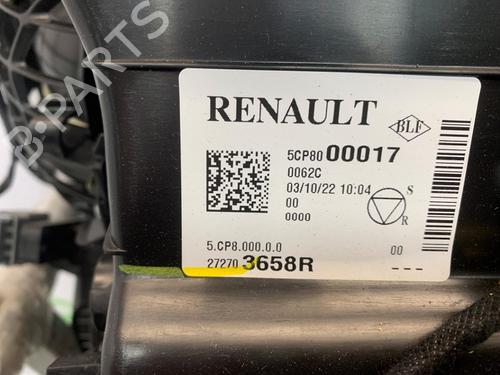 RENAULT
BLF
5CP80 00017
0062C
03/10/22 10:04
S
00
0000
R
5.CP8.000.0.0
00
27270 3658R
---
B-PARTS